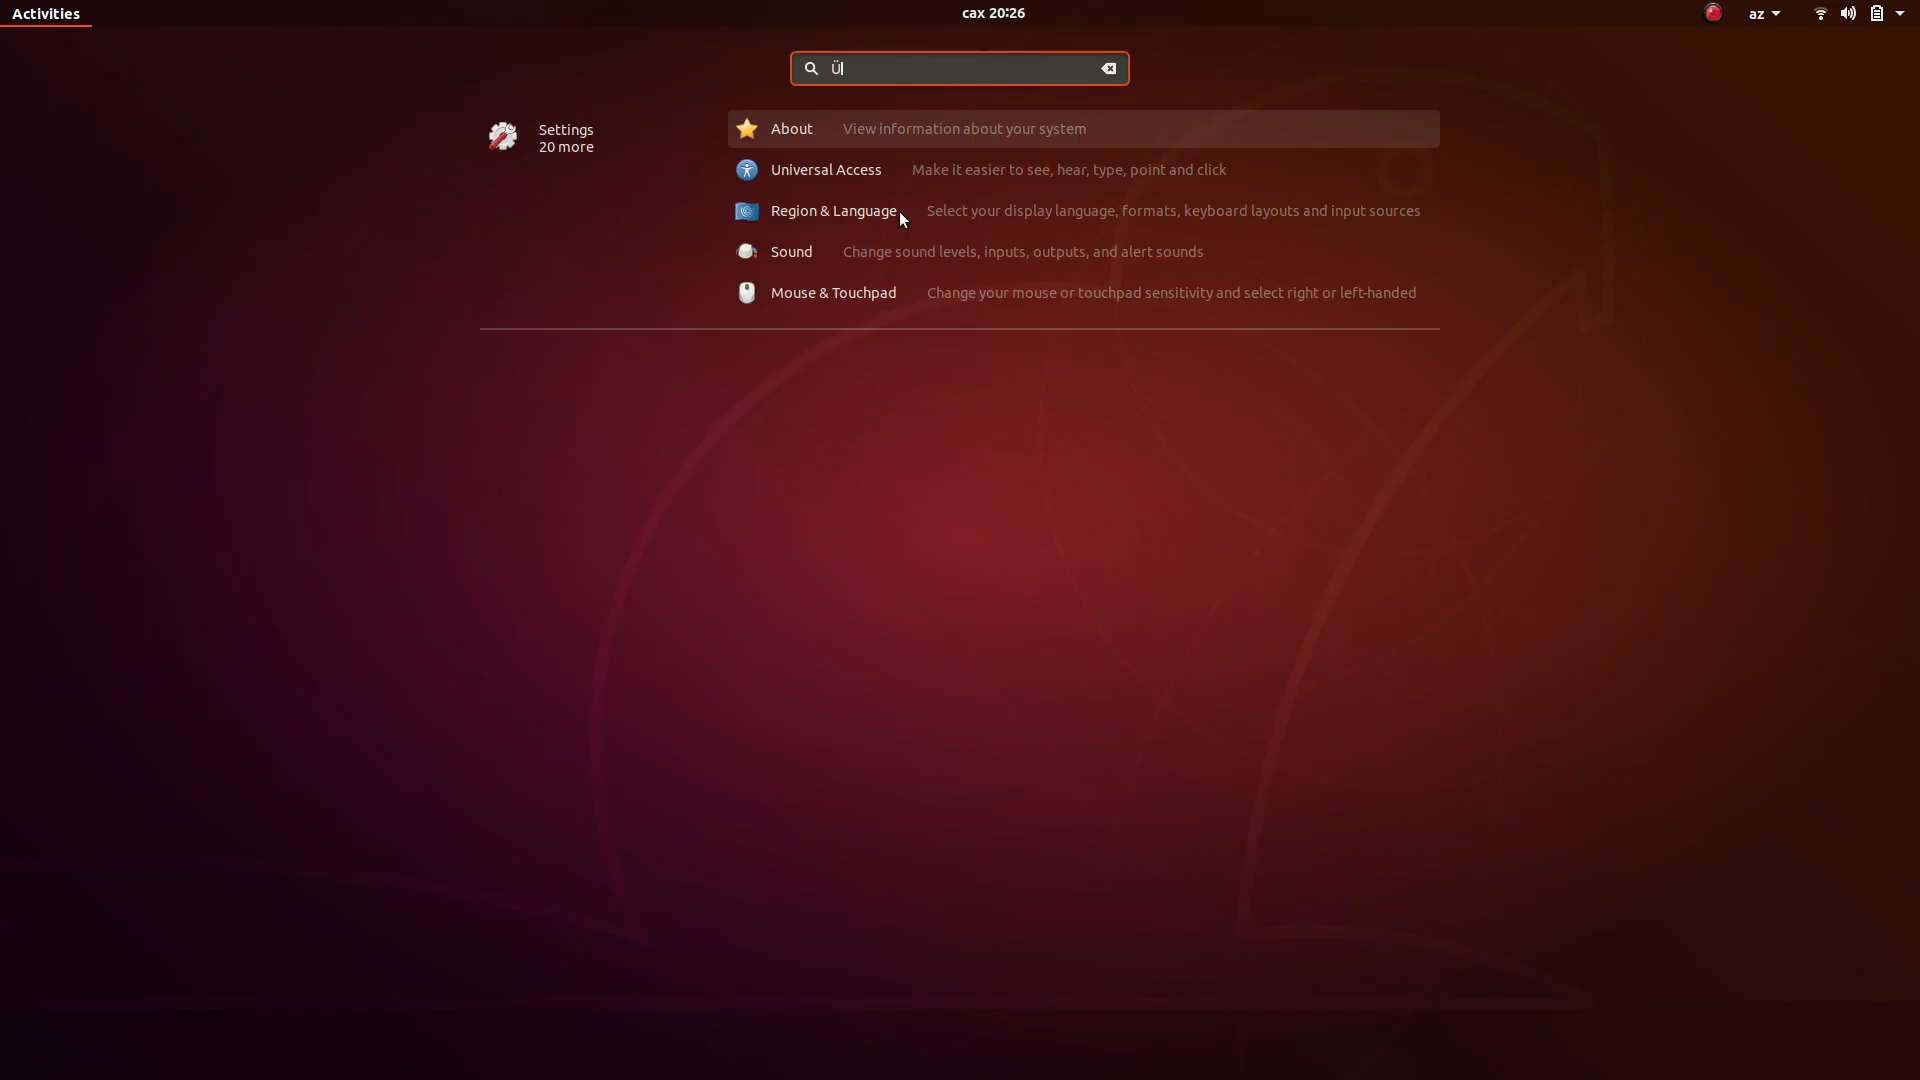 Activities
cax 20:26
az
Ü
Settings
20 more
About View information about your system
Universal Access Make it easier to see, hear, type, point and click
Region & Language Select your display language, formats, keyboard layouts and input sources
Sound Change sound levels, inputs, outputs, and alert sounds
Mouse & Touchpad Change your mouse or touchpad sensitivity and select right or left-handed